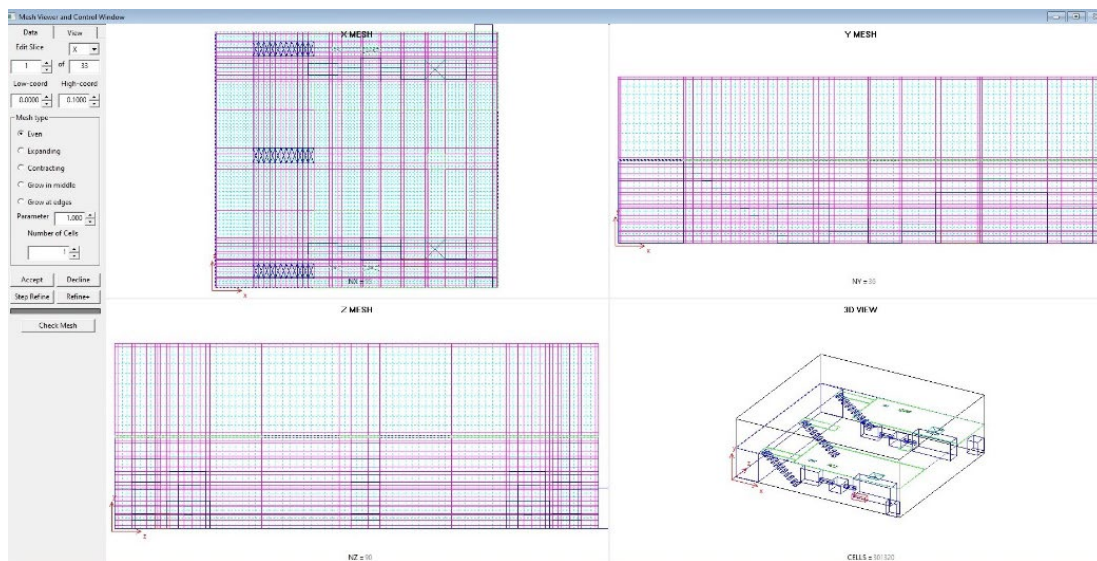 Mesh Viewer and Control Window
Data View
Edit Slice X
1 of 33
Low-coord High-coord
0.0000 0.1000
Mesh type
Even
Expanding
Contracting
Grow in middle
Grow at edges
Parameter 1.000
Number of Cells
1
Accept Decline
Step Refine Refine+
Check Mesh
X MESH
Y MESH
Z MESH
3D VIEW
NX =
NY =
NZ = 90
CELLS =